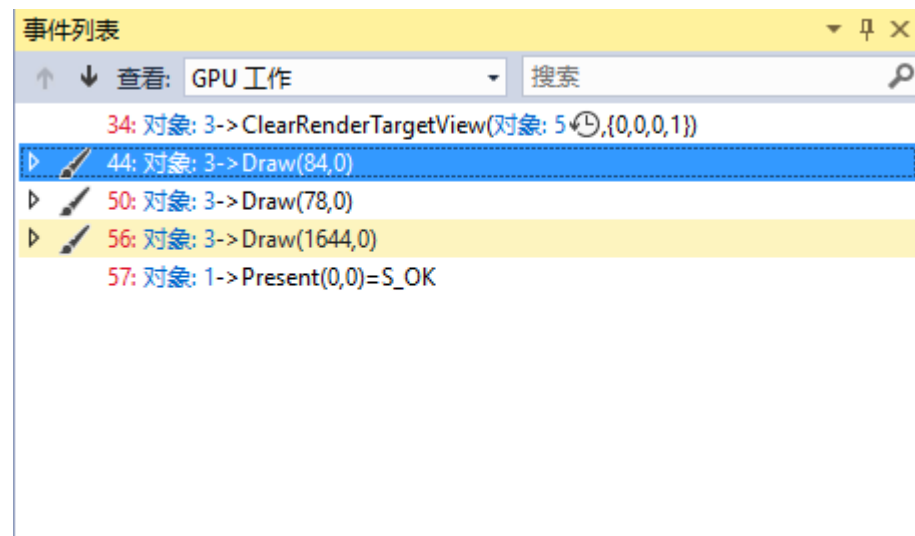 事件列表
查看: GPU 工作 搜索
34: 对象: 3->ClearRenderTargetView(对象: 5,{0,0,0,1})
44: 对象: 3->Draw(84,0)
50: 对象: 3->Draw(78,0)
56: 对象: 3->Draw(1644,0)
57: 对象: 1->Present(0,0)=S_OK